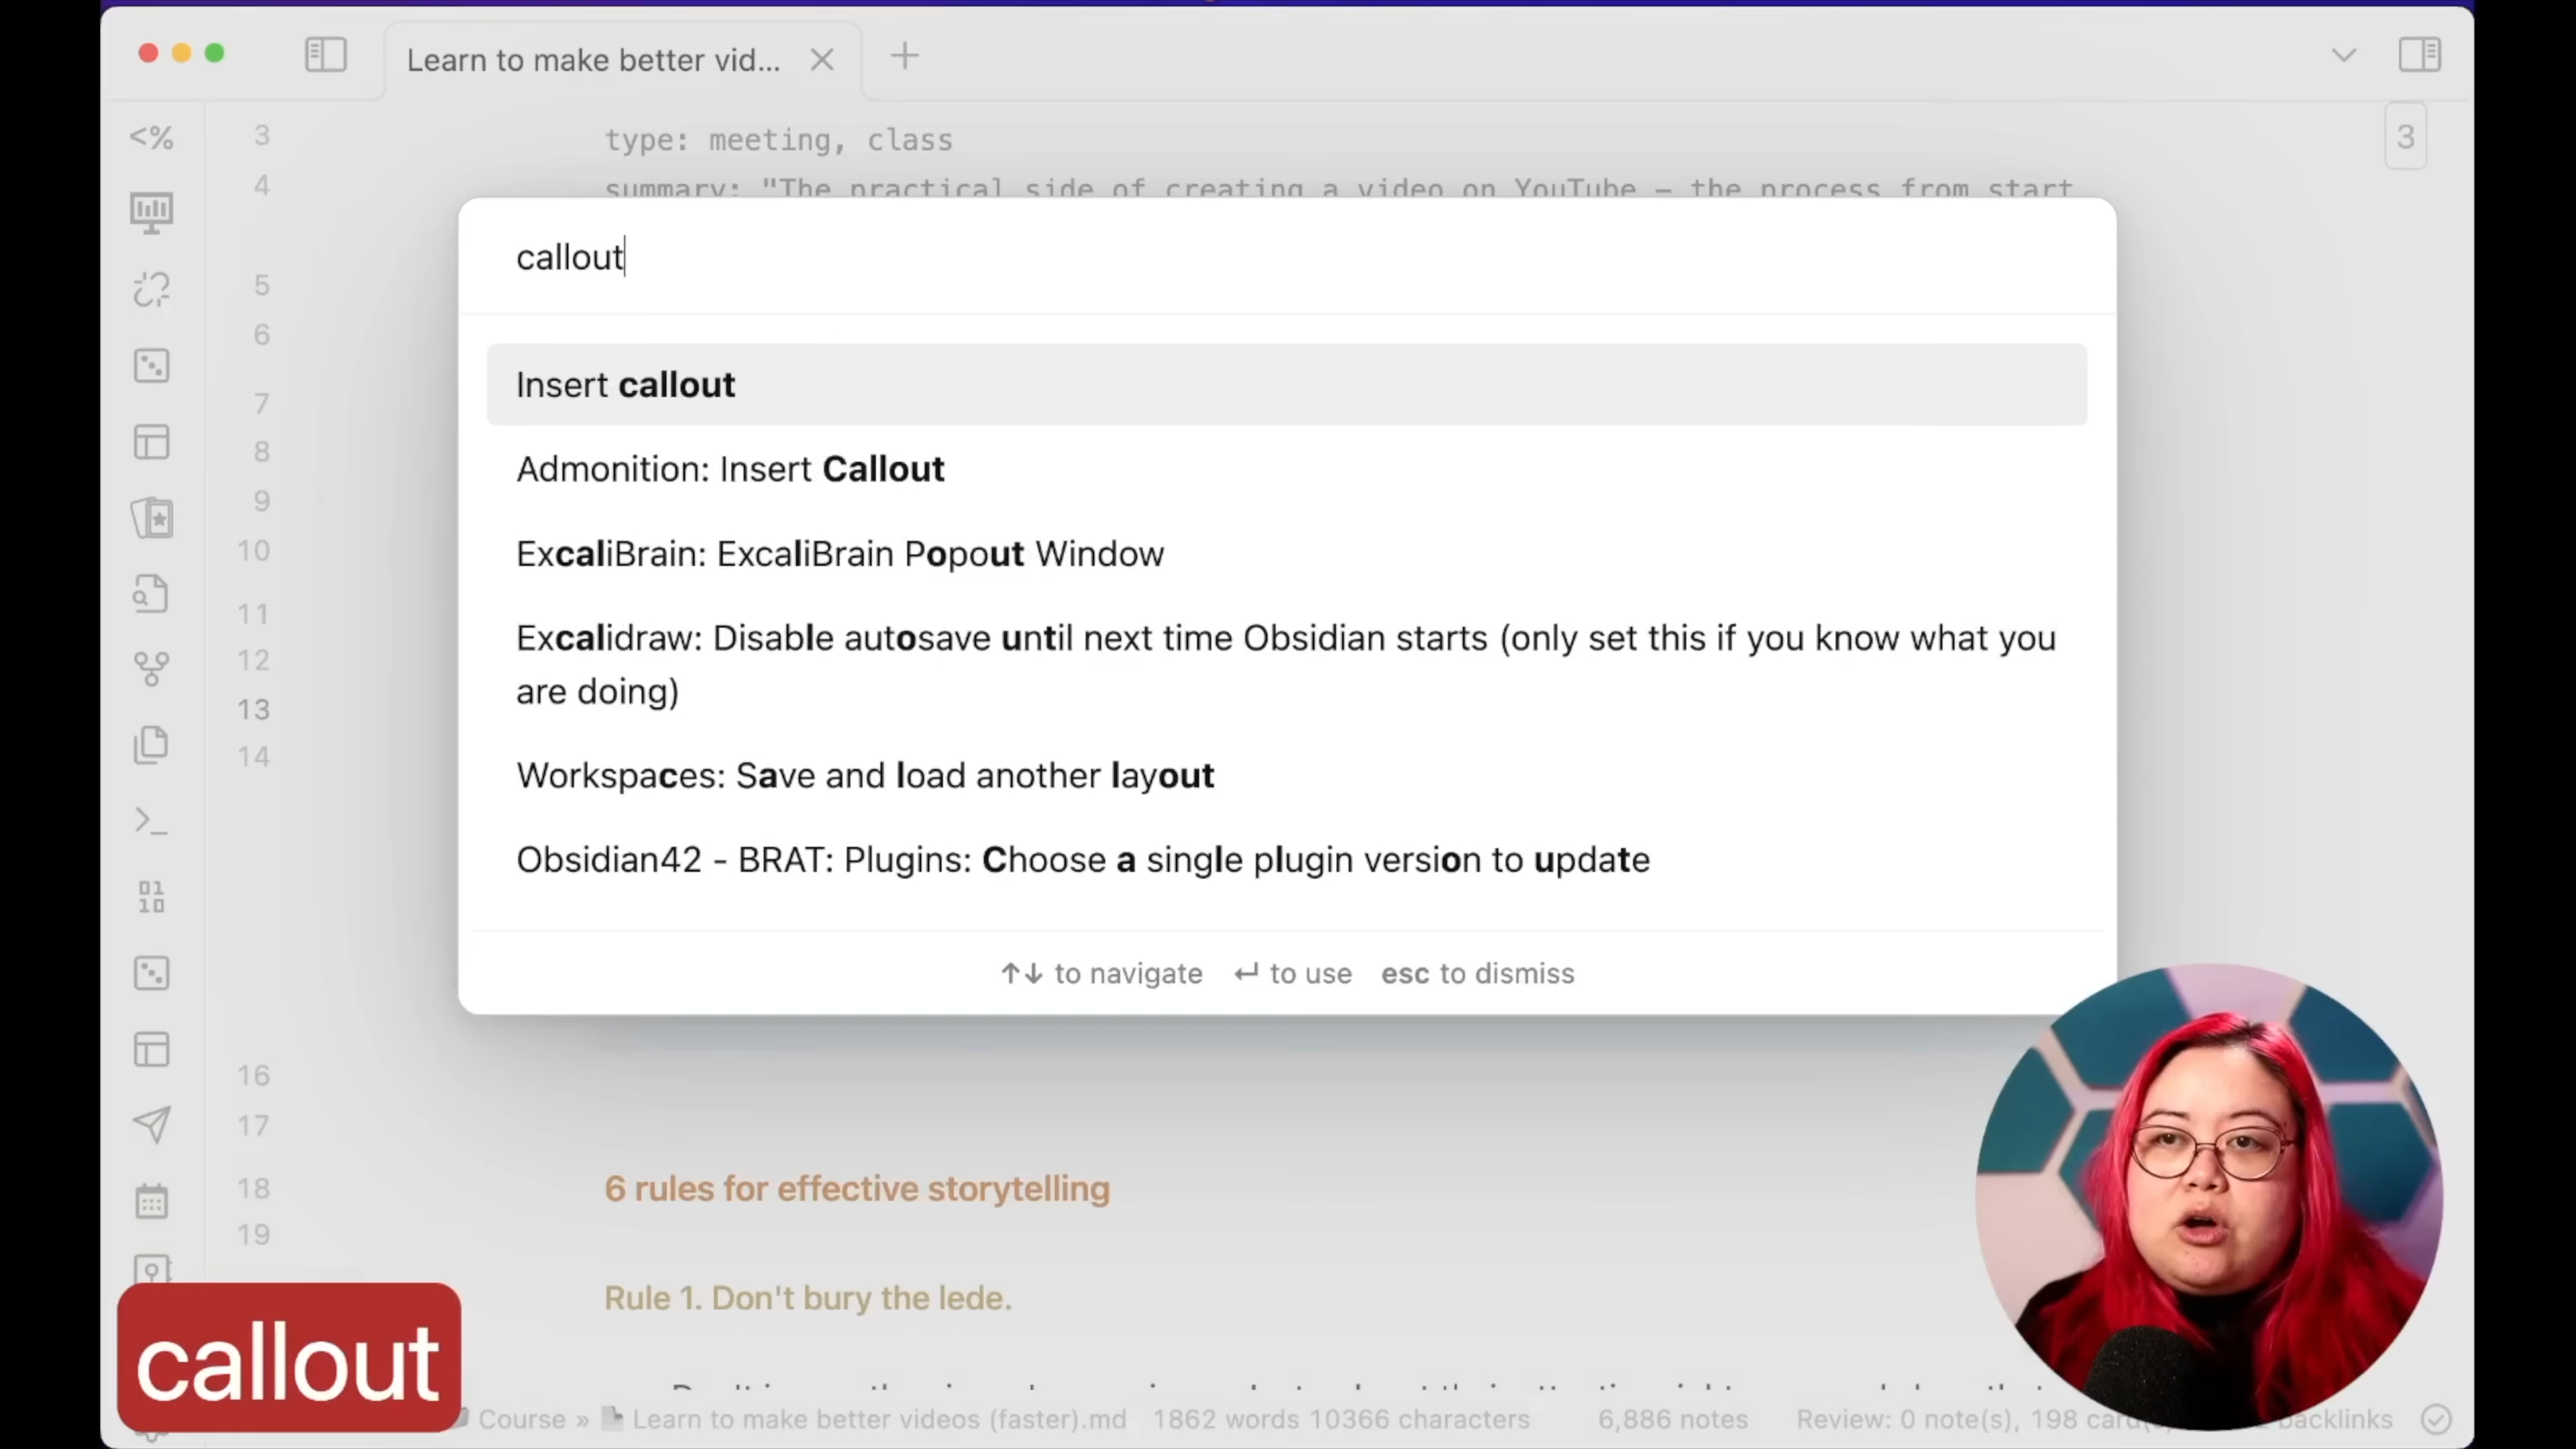 Learn to make better vid...
<%
3
type: meeting, class
3
4
summary: "The practical side of creating a video on YouTube – the process from start
callout
5
6
Insert callout
7
8
Admonition: Insert Callout
9
10
ExcaliBrain: ExcaliBrain Popout Window
11
Excalidraw: Disable autosave until next time Obsidian starts (only set this if you know what you
12
are doing)
13
14
Workspaces: Save and load another layout
Obsidian42 - BRAT: Plugins: Choose a single plugin version to update
01
10
↑↓ to navigate ↵ to use esc to dismiss
16
17
18
6 rules for effective storytelling
19
Rule 1. Don't bury the lede.
callout
Course » Learn to make better videos (faster).md 1862 words 10366 characters 6,886 notes Review: 0 note(s), 198 card(s) backlinks